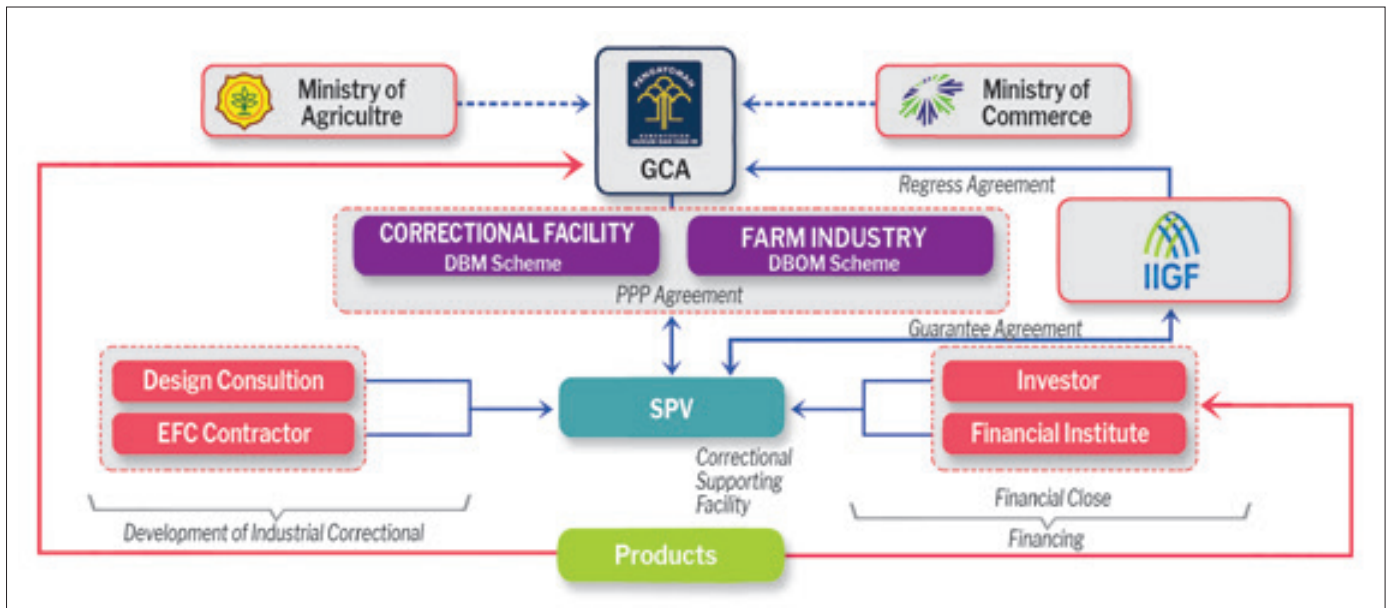 Ministry of
Agricultre
PENGAYOMAN
GCA
Ministry of
Commerce
Regress Agreement
CORRECTIONAL FACILITY
DBM Scheme
FARM INDUSTRY
DBOM Scheme
PPP Agreement
IIGF
Guarantee Agreement
Design Consultion
EFC Contractor
SPV
Investor
Financial Institute
Correctional
Supporting
Facility
Development of Industrial Correctional
Financial Close
Financing
Products